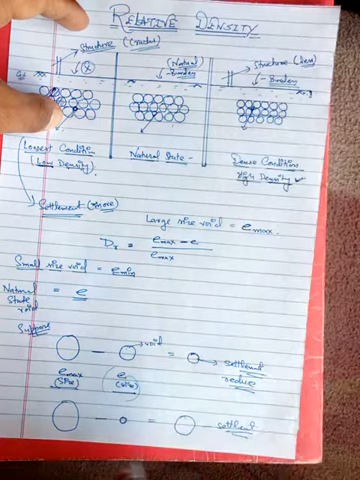 RELATIVE DENSITY
Structure (Cracks)
(Natural)
Burden
Structure (Less)
Burden
Loosest Condition
(Low Density).
Natural State -
Dense Condition
High Density
Settlement (more)
Large size void = emax.
Dr = emax - e
emax
Small size void = emin
Natural
State = e
void
Suppose
void
settlement
reduce
emax
e
settlement